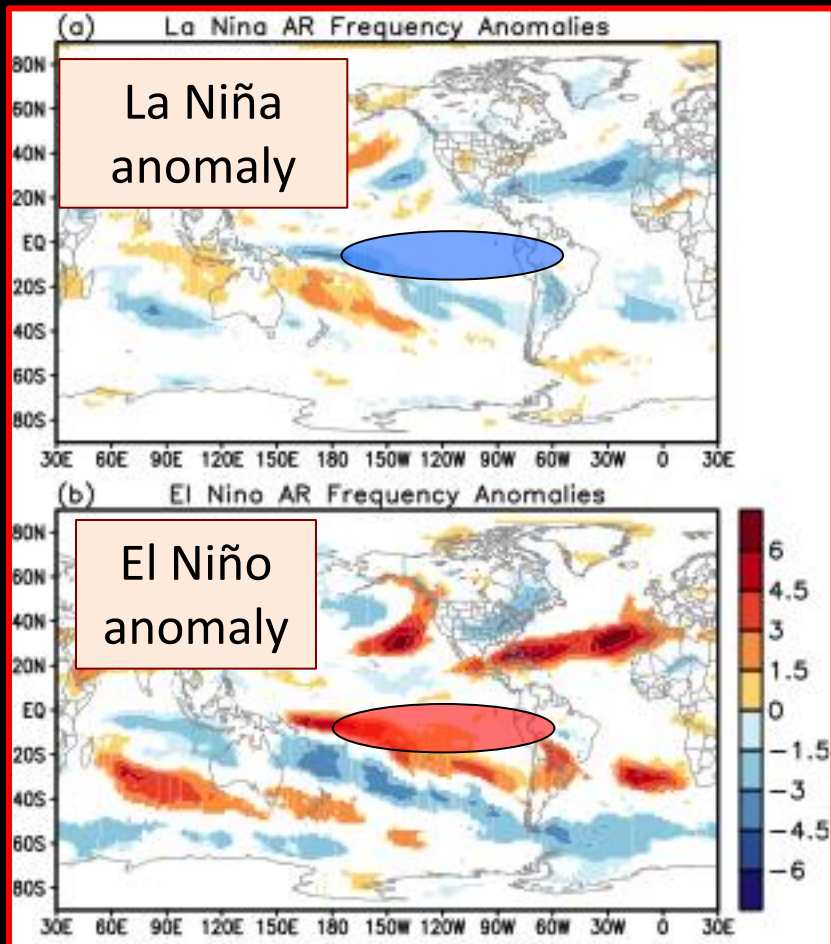 (a) La Nina AR Frequency Anomalies
La Niña
anomaly
80N
60N
40N
20N
EQ
20S
40S
60S
80S
30E 60E 90E 120E 150E 180 150W 120W 90W 60W 30W 0 30E
(b) El Nino AR Frequency Anomalies
El Niño
anomaly
80N
60N
40N
20N
EQ
20S
40S
60S
80S
30E 60E 90E 120E 150E 180 150W 120W 90W 60W 30W 0 30E
6
4.5
3
1.5
0
−1.5
−3
−4.5
−6